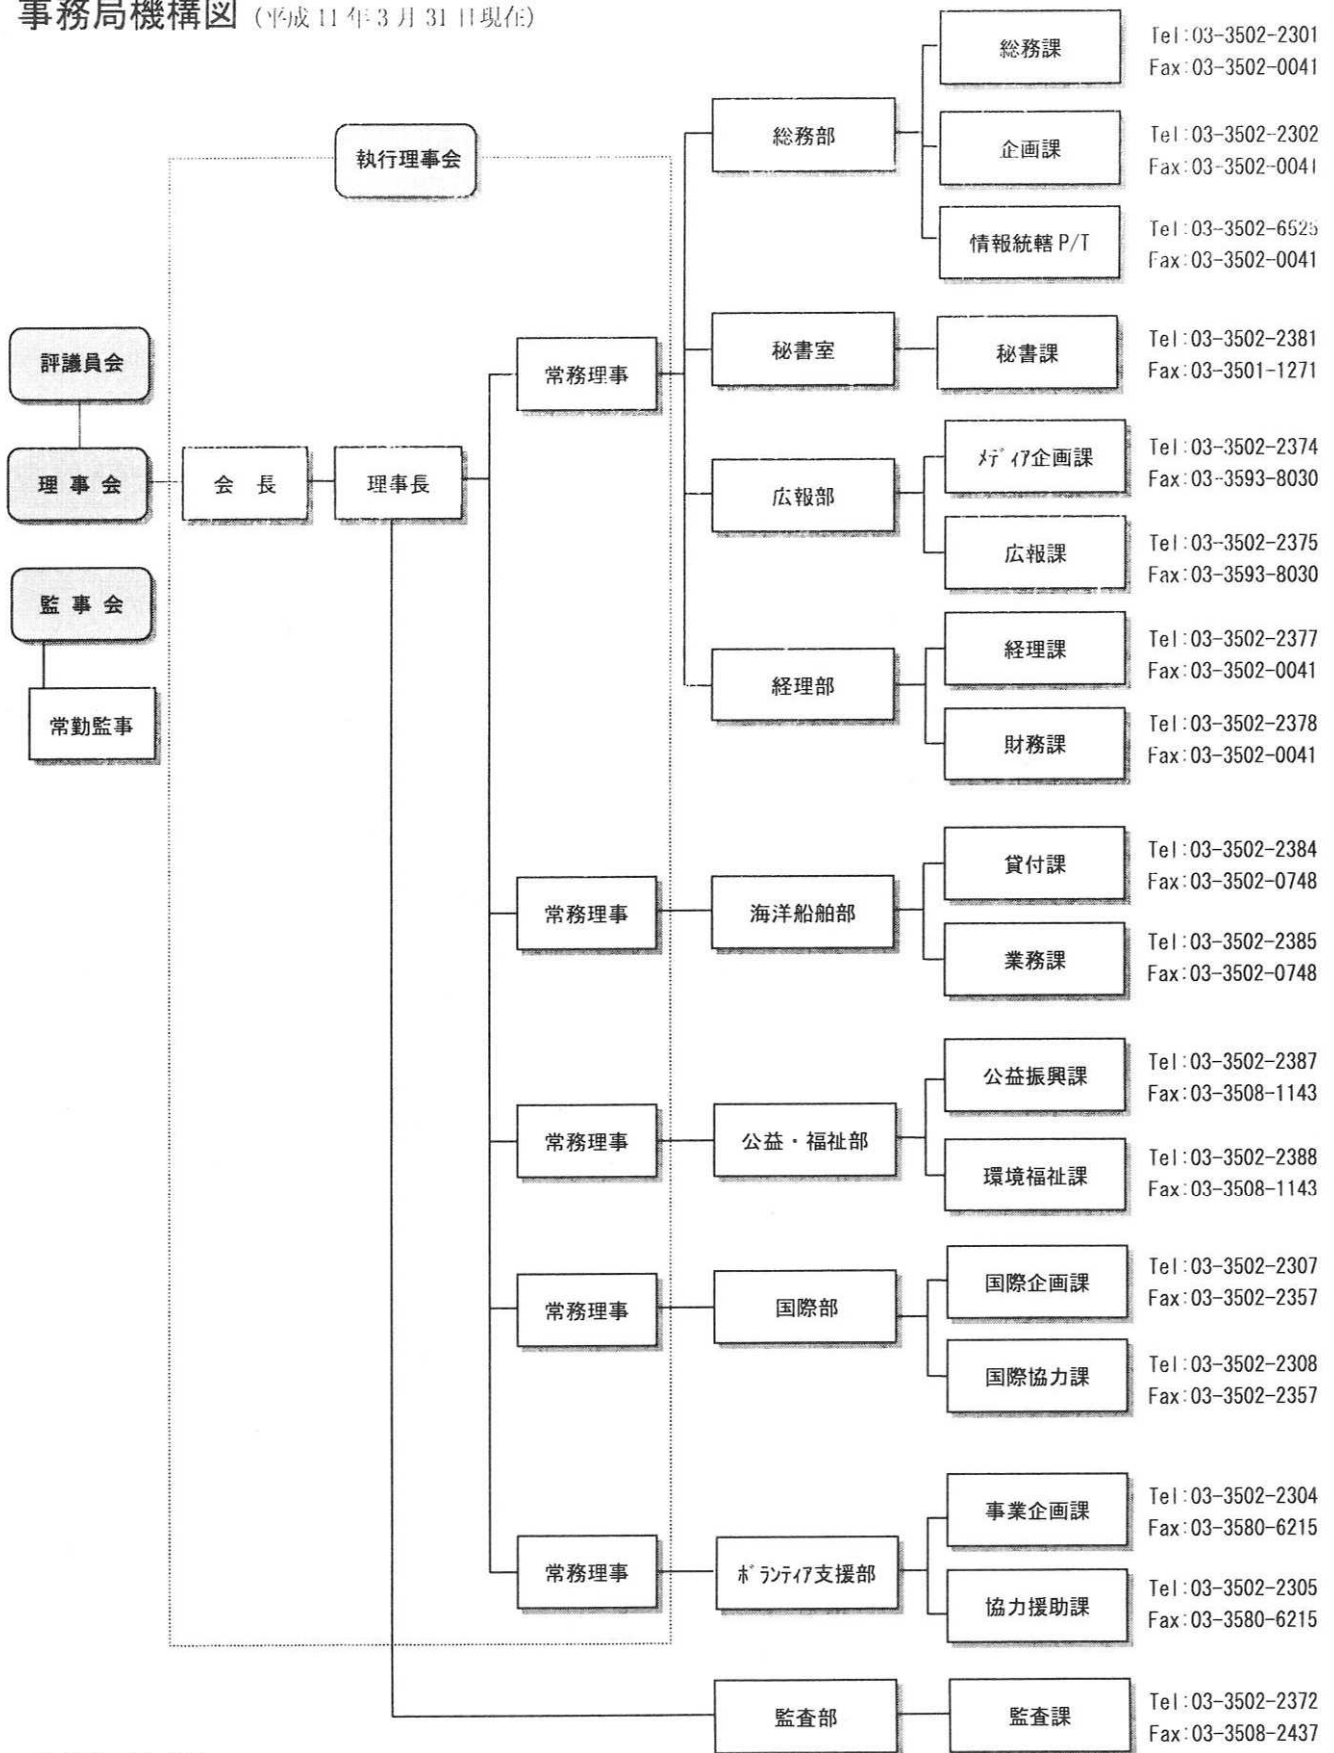 事務局機構図 (平成 11 年 3 月 31 日現在)
執行理事会
評議員会
理 事 会
監 事 会
常勤監事
会 長
理事長
常務理事
総務部
総務課
Tel:03-3502-2301
Fax:03-3502-0041
企画課
Tel:03-3502-2302
Fax:03-3502-0041
情報統轄 P/T
Tel:03-3502-6525
Fax:03-3502-0041
秘書室
秘書課
Tel:03-3502-2381
Fax:03-3501-1271
広報部
ﾒﾃﾞｨｱ企画課
Tel:03-3502-2374
Fax:03-3593-8030
広報課
Tel:03-3502-2375
Fax:03-3593-8030
経理部
経理課
Tel:03-3502-2377
Fax:03-3502-0041
財務課
Tel:03-3502-2378
Fax:03-3502-0041
常務理事
海洋船舶部
貸付課
Tel:03-3502-2384
Fax:03-3502-0748
業務課
Tel:03-3502-2385
Fax:03-3502-0748
常務理事
公益・福祉部
公益振興課
Tel:03-3502-2387
Fax:03-3508-1143
環境福祉課
Tel:03-3502-2388
Fax:03-3508-1143
常務理事
国際部
国際企画課
Tel:03-3502-2307
Fax:03-3502-2357
国際協力課
Tel:03-3502-2308
Fax:03-3502-2357
常務理事
ﾎﾞﾗﾝﾃｨｱ支援部
事業企画課
Tel:03-3502-2304
Fax:03-3580-6215
協力援助課
Tel:03-3502-2305
Fax:03-3580-6215
監査部
監査課
Tel:03-3502-2372
Fax:03-3508-2437